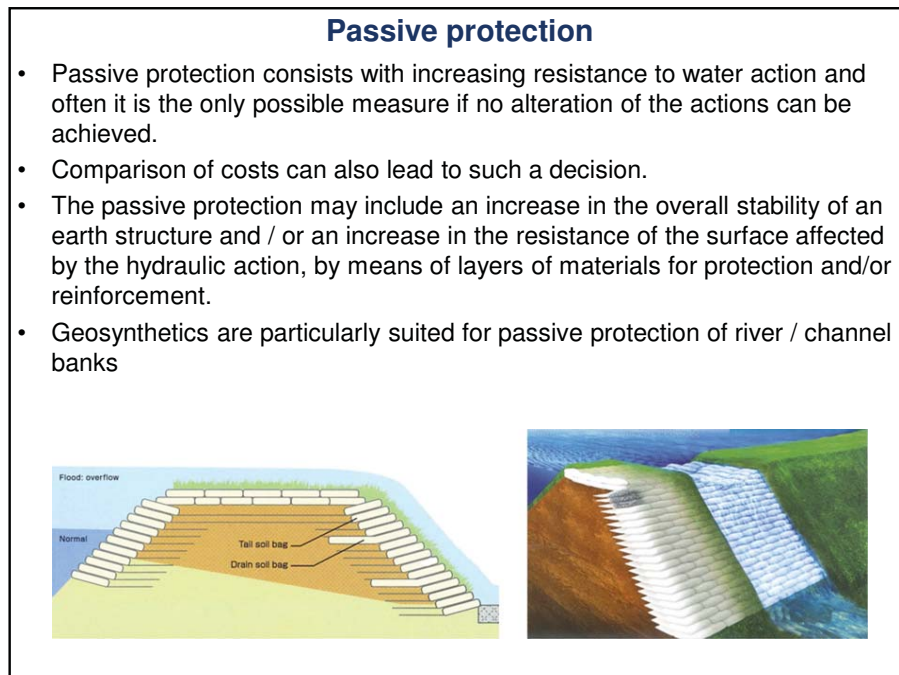 Passive protection
• Passive protection consists with increasing resistance to water action and
often it is the only possible measure if no alteration of the actions can be
achieved.
• Comparison of costs can also lead to such a decision.
• The passive protection may include an increase in the overall stability of an
earth structure and / or an increase in the resistance of the surface affected
by the hydraulic action, by means of layers of materials for protection and/or
reinforcement.
• Geosynthetics are particularly suited for passive protection of river / channel
banks
Flood: overflow
Normal
Tail soil bag
Drain soil bag